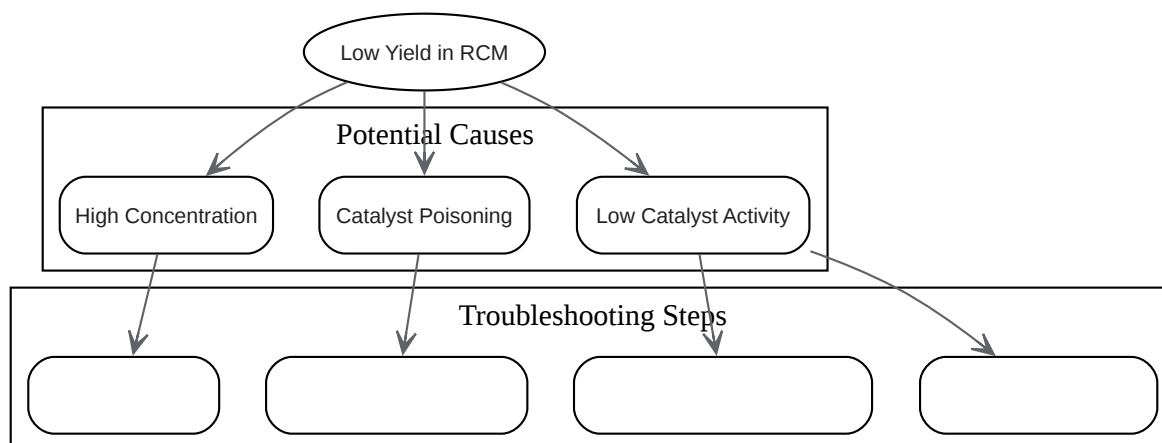 Low Yield in RCM
Potential Causes
High Concentration
Catalyst Poisoning
Low Catalyst Activity
Troubleshooting Steps